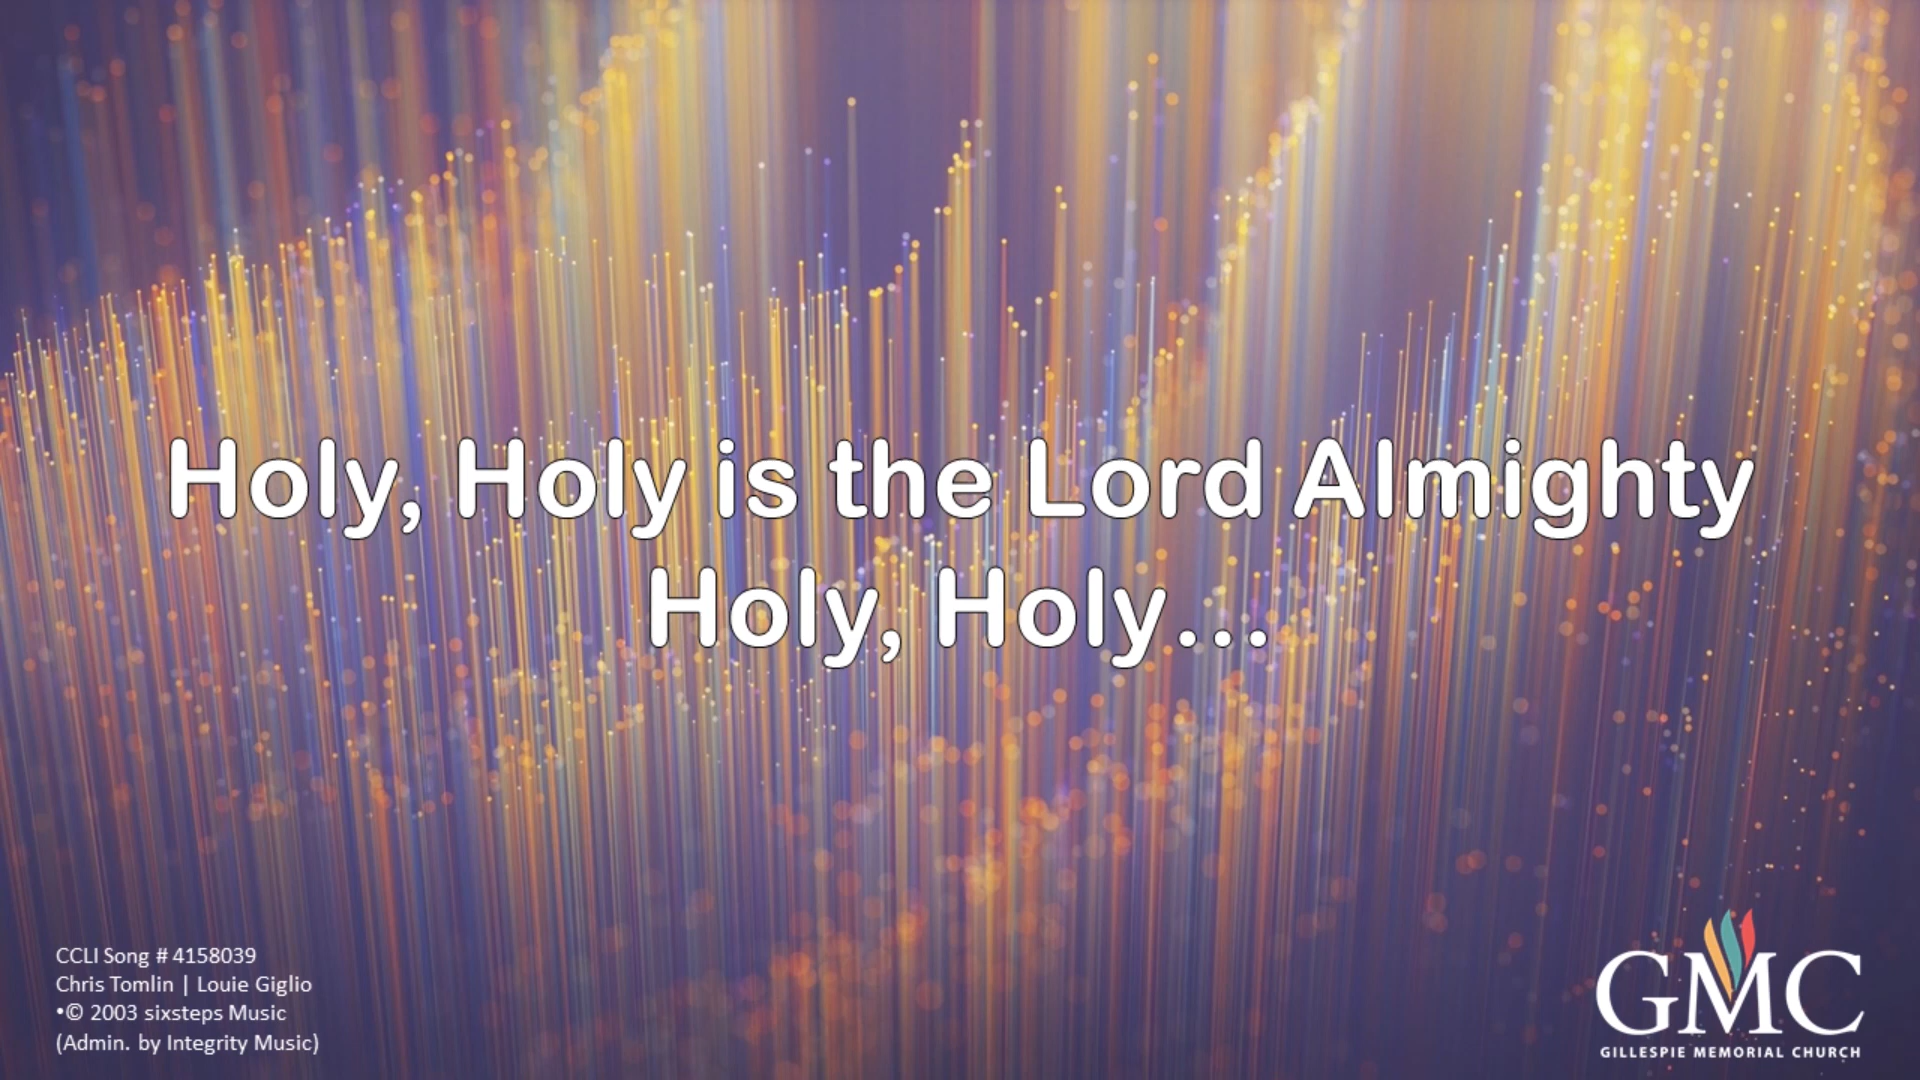 Holy, Holy is the Lord Almighty
Holy, Holy...
CCLI Song # 4158039
Chris Tomlin | Louie Giglio
•© 2003 sixsteps Music
(Admin. by Integrity Music)
GMC
GILLESPIE MEMORIAL CHURCH